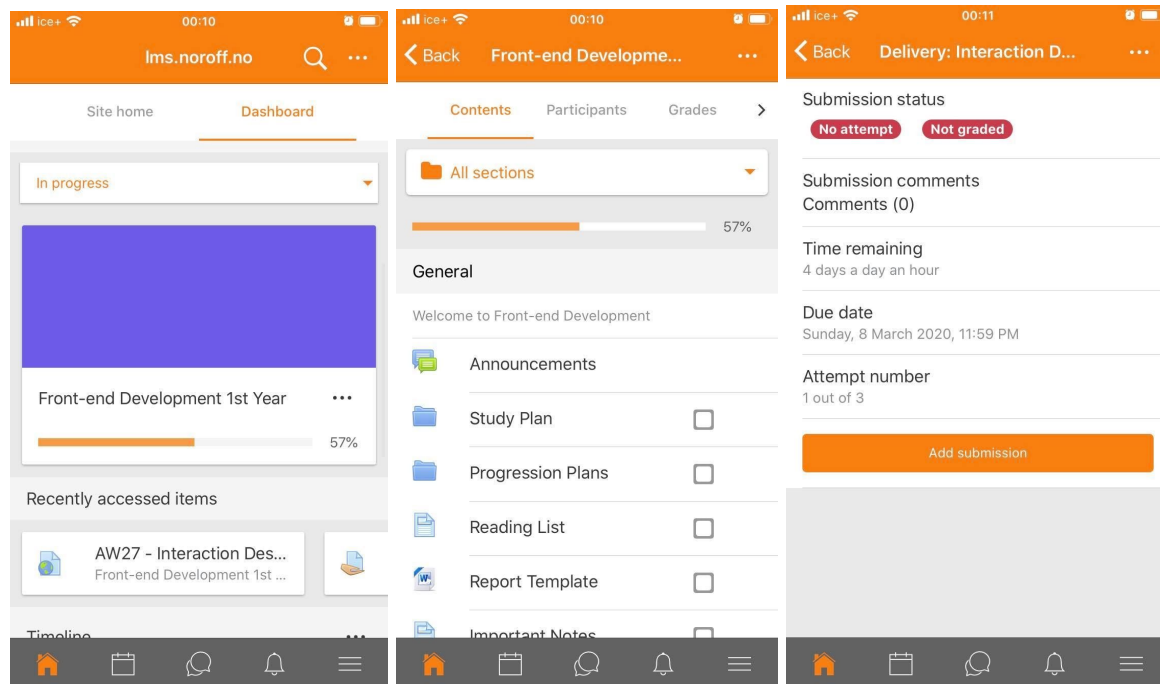 ice+ 00:10
lms.noroff.no
Site home Dashboard
In progress
Front-end Development 1st Year
57%
Recently accessed items
AW27 - Interaction Des...
Front-end Development 1st ...
Timeline
ice+ 00:10
Back Front-end Developme...
Contents Participants Grades
All sections
57%
General
Welcome to Front-end Development
Announcements
Study Plan
Progression Plans
Reading List
Report Template
Important Notes
ice+ 00:11
Back Delivery: Interaction D...
Submission status
No attempt Not graded
Submission comments
Comments (0)
Time remaining
4 days a day an hour
Due date
Sunday, 8 March 2020, 11:59 PM
Attempt number
1 out of 3
Add submission